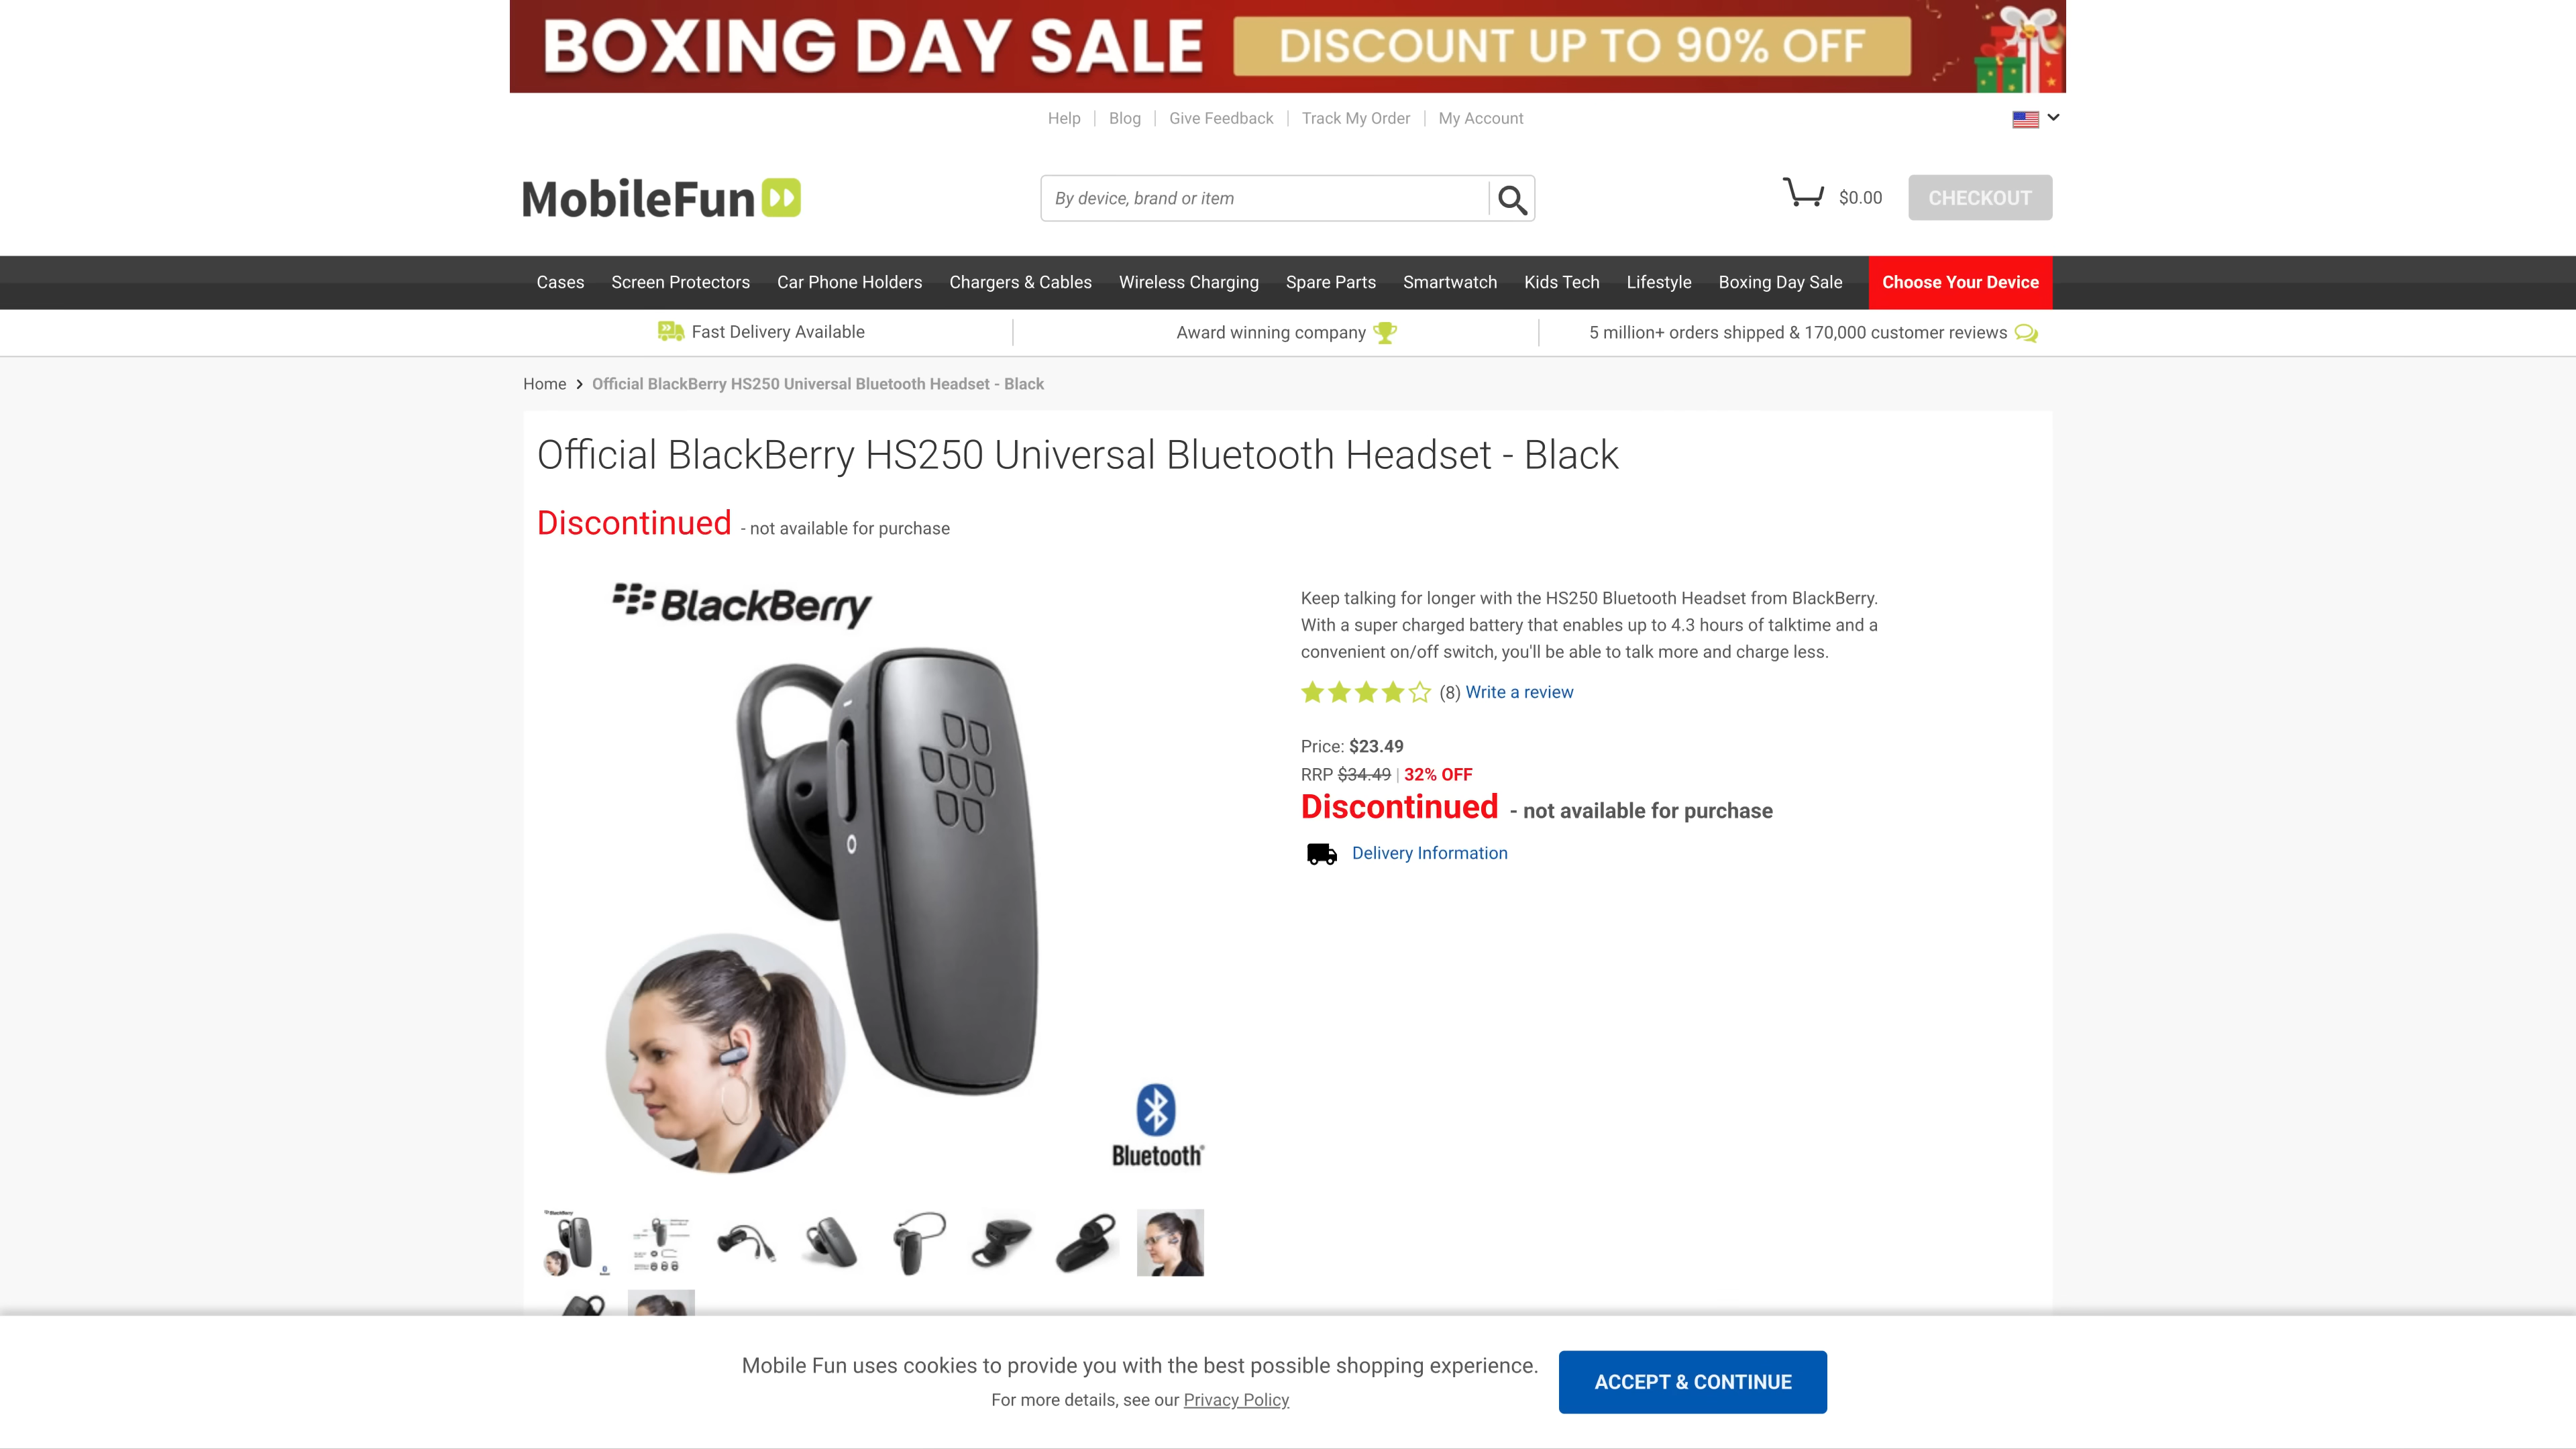 BOXING DAY SALE DISCOUNT UP TO 90% OFF
Help | Blog | Give Feedback | Track My Order | My Account
MobileFun
By device, brand or item
$0.00
CHECKOUT
Cases Screen Protectors Car Phone Holders Chargers & Cables Wireless Charging Spare Parts Smartwatch Kids Tech Lifestyle Boxing Day Sale Choose Your Device
Fast Delivery Available | Award winning company | 5 million+ orders shipped & 170,000 customer reviews
Home > Official BlackBerry HS250 Universal Bluetooth Headset - Black
Official BlackBerry HS250 Universal Bluetooth Headset - Black
Discontinued - not available for purchase
BlackBerry
Bluetooth
Keep talking for longer with the HS250 Bluetooth Headset from BlackBerry.
With a super charged battery that enables up to 4.3 hours of talktime and a
convenient on/off switch, you'll be able to talk more and charge less.
(8) Write a review
Price: $23.49
RRP $34.49 | 32% OFF
Discontinued - not available for purchase
Delivery Information
Mobile Fun uses cookies to provide you with the best possible shopping experience.
For more details, see our Privacy Policy
ACCEPT & CONTINUE